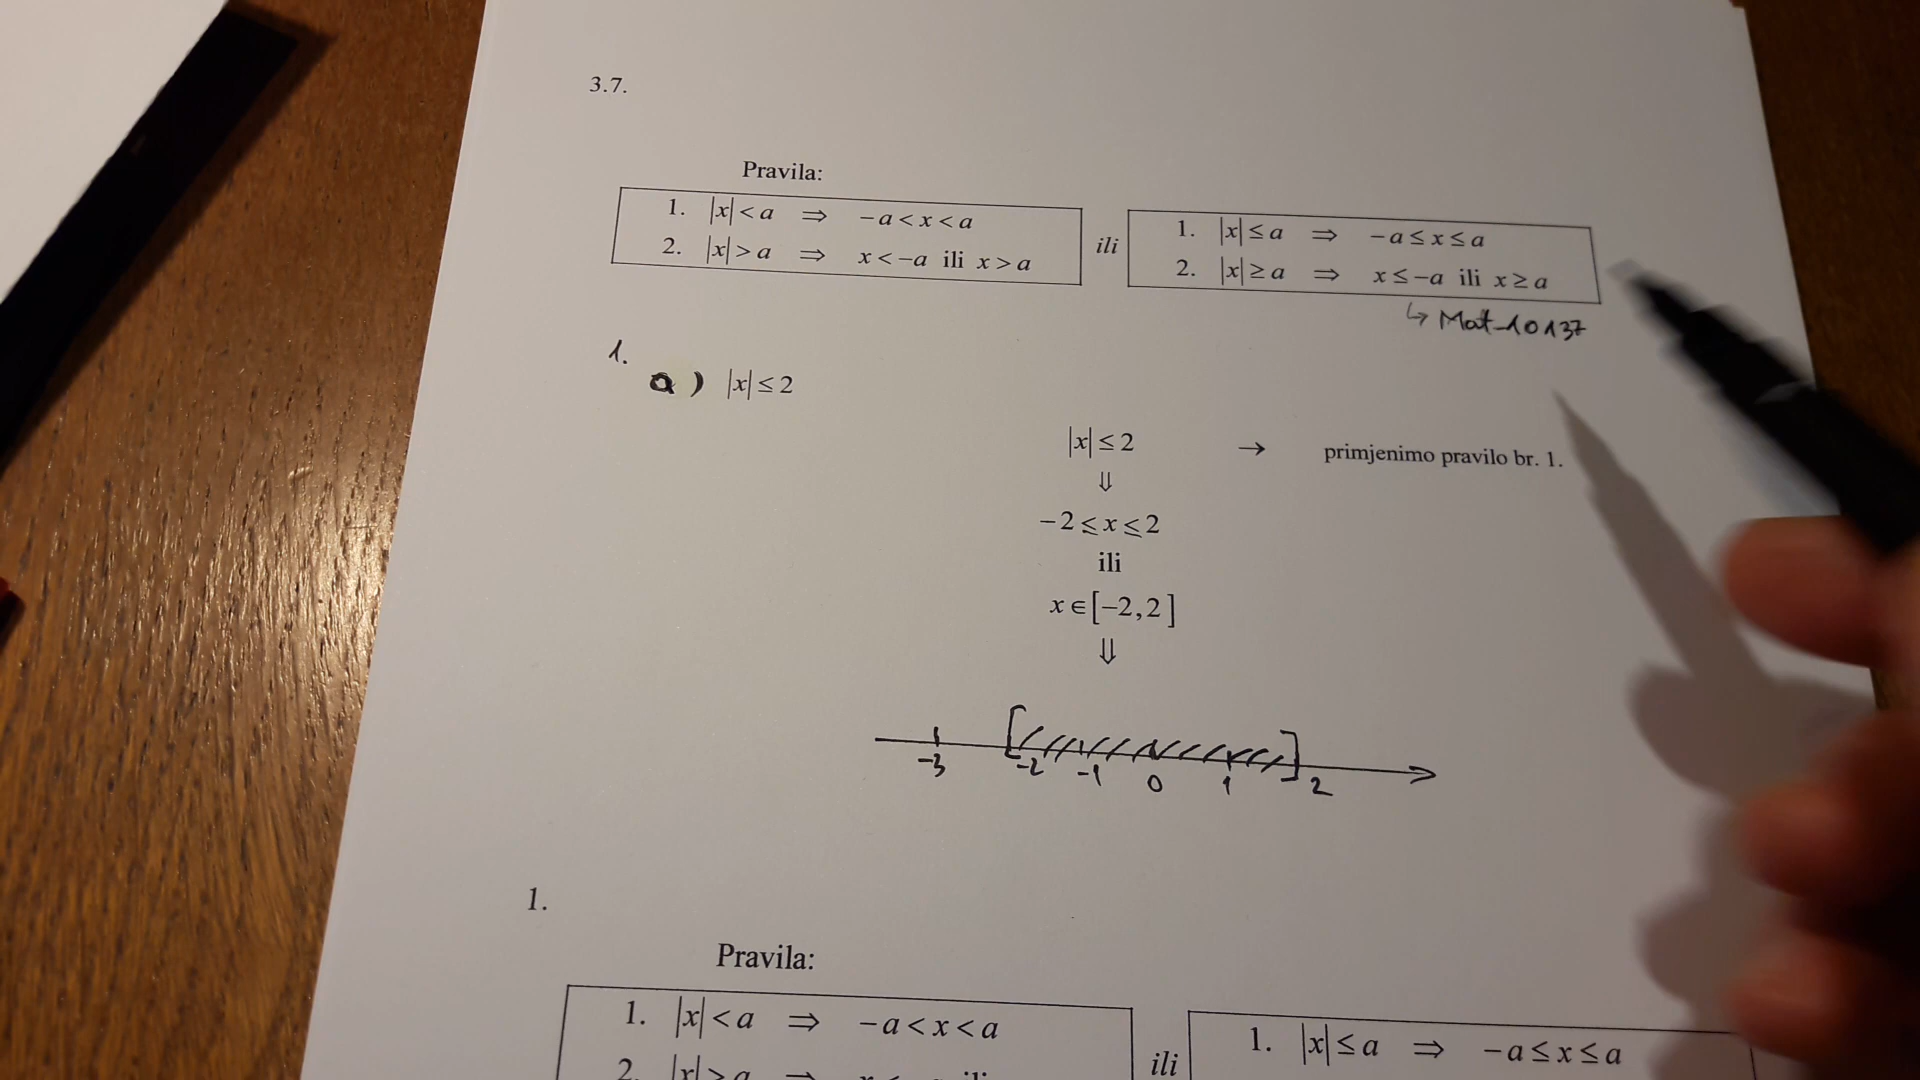 3.7.
Pravila:
1. |x| < a ⇒ -a < x < a
2. |x| > a ⇒ x < -a ili x > a
ili
1. |x| ≤ a ⇒ -a ≤ x ≤ a
2. |x| ≥ a ⇒ x ≤ -a ili x ≥ a
↳ Mat-10137
1.
a) |x| ≤ 2
|x| ≤ 2 → primjenimo pravilo br. 1.
⇓
-2 ≤ x ≤ 2
ili
x ∈ [-2, 2]
⇓
-3 -2 -1 0 1 2
1.
Pravila:
1. |x| < a ⇒ -a < x < a
2. |x| > a ⇒
ili
1. |x| ≤ a ⇒ -a ≤ x ≤ a